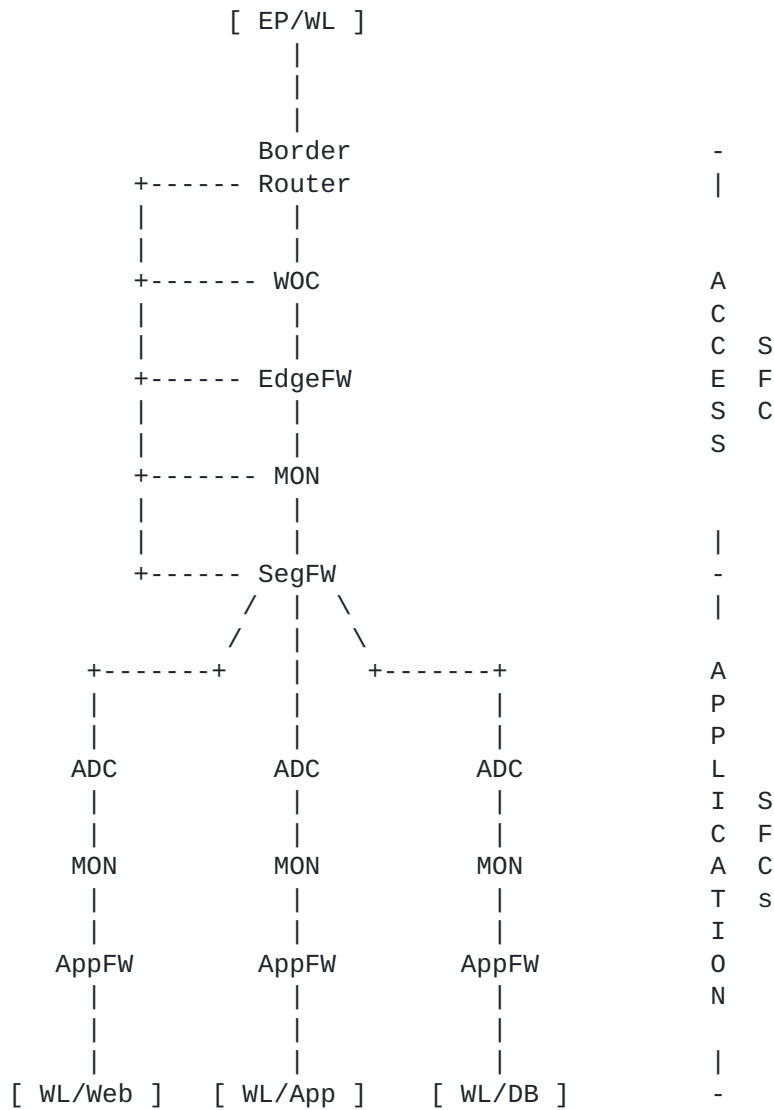 [ EP/WL ]
|
|
|
Border -
+------ Router |
| |
| |
+------- WOC A
| | C
| | C S
+------ EdgeFW E F
| | S C
| | S
+------- MON
| |
| | |
+------ SegFW -
/ | \ |
/ | \
+-------+ | +-------+ A
| | | P
| | | P
ADC ADC ADC L
| | | I S
| | | C F
MON MON MON A C
| | | T s
| | | I
AppFW AppFW AppFW O
| | | N
| | |
| | | |
[ WL/Web ] [ WL/App ] [ WL/DB ] -